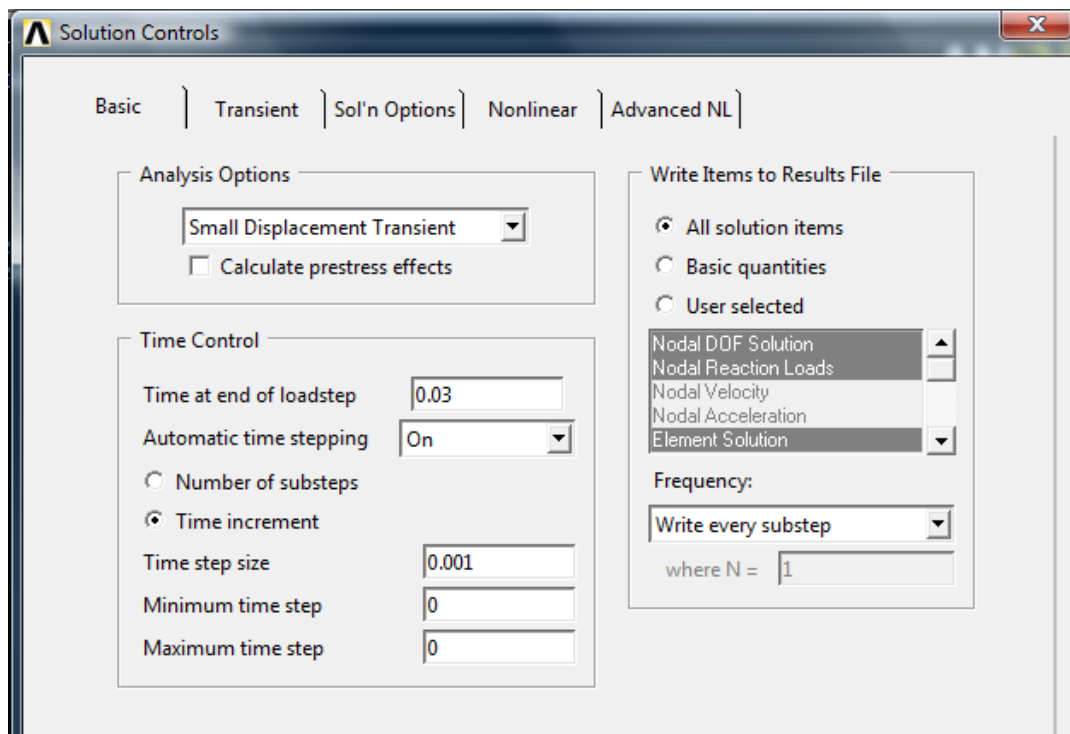 Solution Controls
X
Basic
Transient
Sol'n Options
Nonlinear
Advanced NL
Analysis Options
Small Displacement Transient
Calculate prestress effects
Time Control
Time at end of loadstep 0.03
Automatic time stepping On
Number of substeps
Time increment
Time step size 0.001
Minimum time step 0
Maximum time step 0
Write Items to Results File
All solution items
Basic quantities
User selected
Nodal DOF Solution
Nodal Reaction Loads
Nodal Velocity
Nodal Acceleration
Element Solution
Frequency:
Write every substep
where N = 1